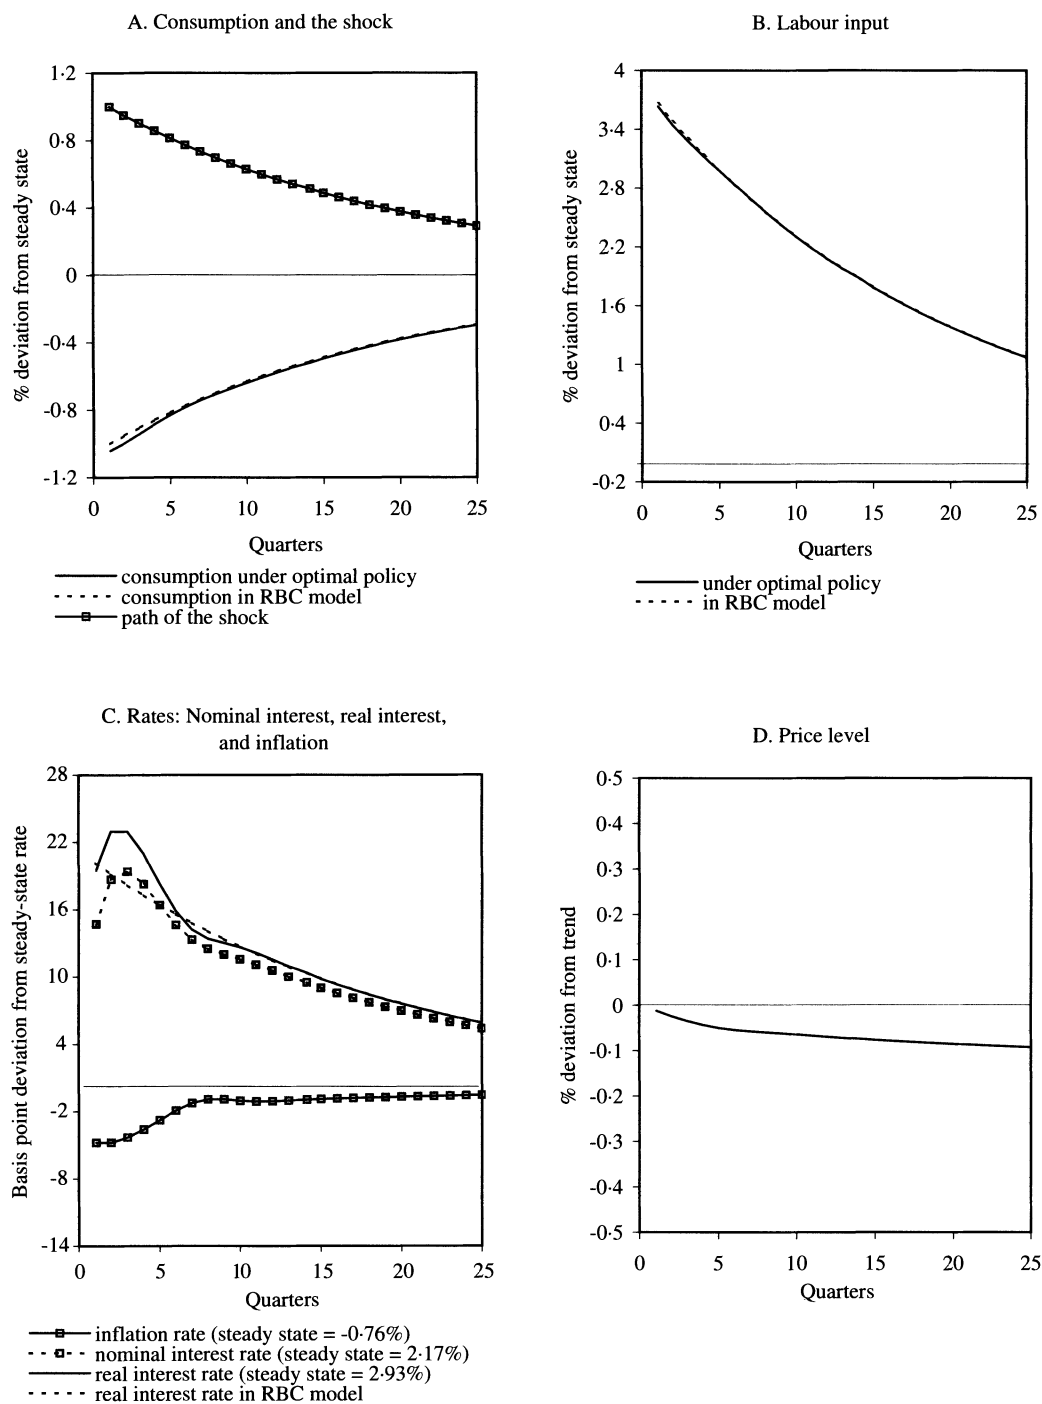 A. Consumption and the shock
% deviation from steady state
1·2
0·8
0·4
0
-0·4
-0·8
-1·2
0 5 10 15 20 25
Quarters
consumption under optimal policy
consumption in RBC model
path of the shock
B. Labour input
% deviation from steady state
4
3·4
2·8
2·2
1·6
1
0·4
-0·2
0 5 10 15 20 25
Quarters
under optimal policy
in RBC model
C. Rates: Nominal interest, real interest,
and inflation
Basis point deviation from steady-state rate
28
22
16
10
4
-2
-8
-14
0 5 10 15 20 25
Quarters
inflation rate (steady state = -0·76%)
nominal interest rate (steady state = 2·17%)
real interest rate (steady state = 2·93%)
real interest rate in RBC model
D. Price level
% deviation from trend
0·5
0·4
0·3
0·2
0·1
0
-0·1
-0·2
-0·3
-0·4
-0·5
0 5 10 15 20 25
Quarters